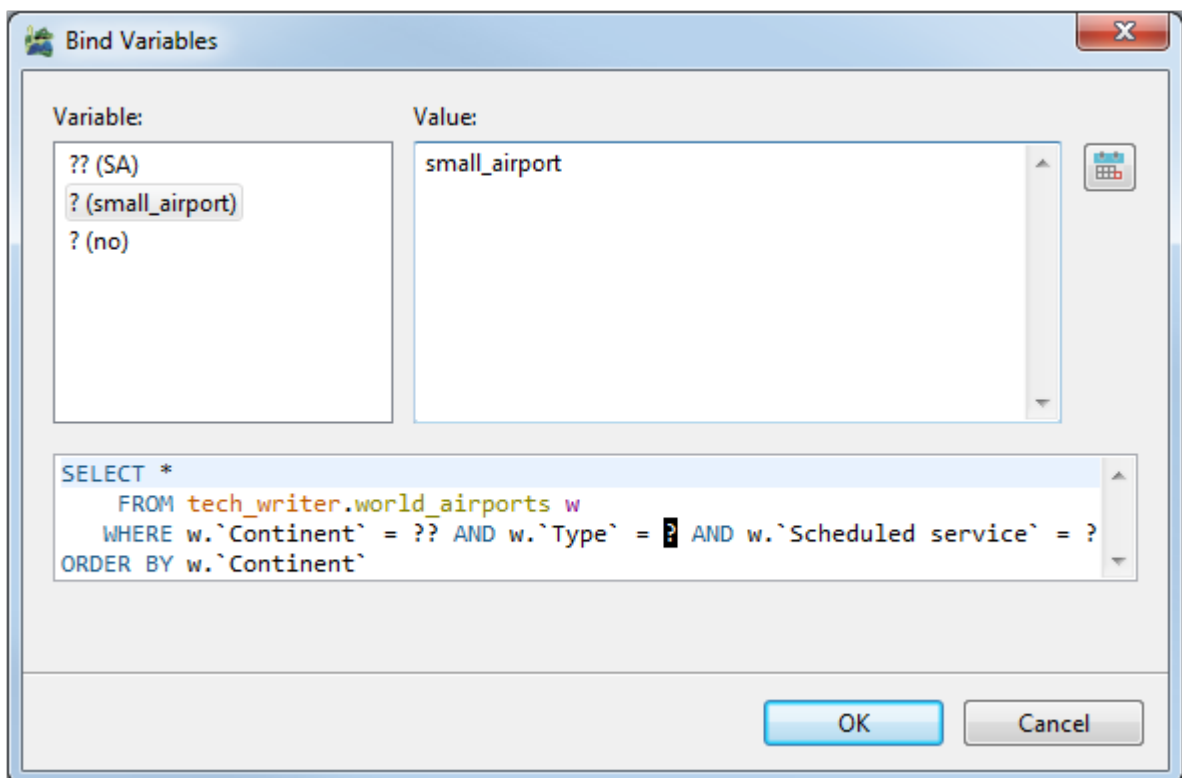 Bind Variables
Variable:
Value:
?? (SA)
? (small_airport)
? (no)
small_airport
SELECT *
FROM tech_writer.world_airports w
WHERE w.`Continent` = ?? AND w.`Type` = ? AND w.`Scheduled service` = ?
ORDER BY w.`Continent`
OK
Cancel